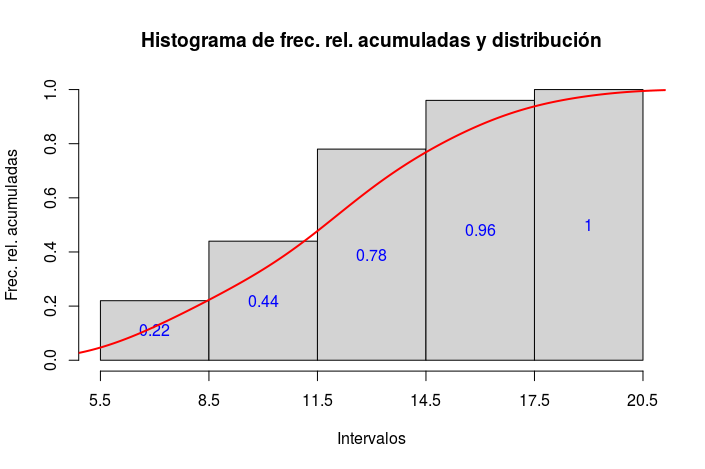 Histograma de frec. rel. acumuladas y distribución
Frec. rel. acumuladas
1.0
0.8
0.6
0.4
0.2
0.0
0.22
0.44
0.78
0.96
1
5.5 8.5 11.5 14.5 17.5 20.5
Intervalos